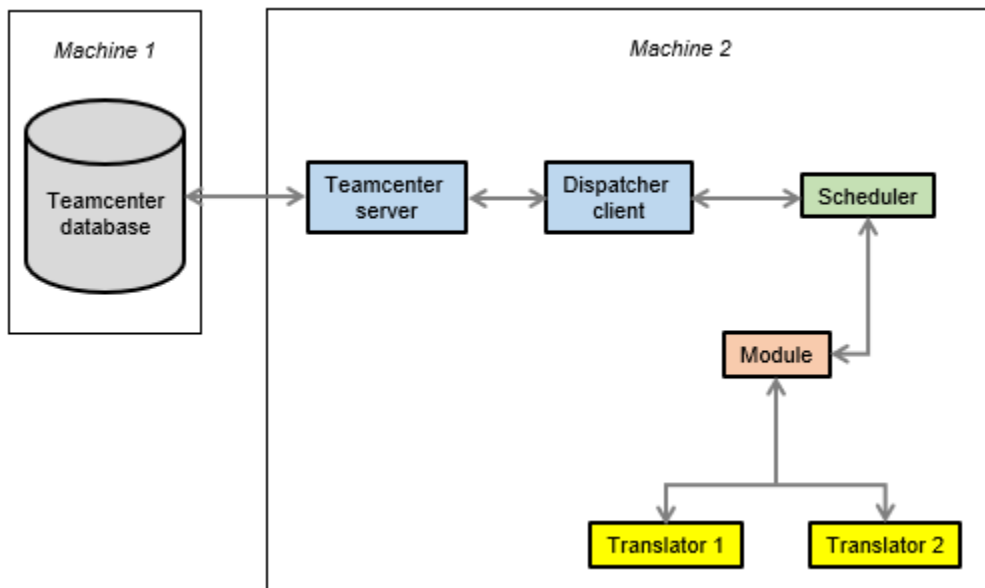 Machine 1
Machine 2
Teamcenter
database
Teamcenter
server
Dispatcher
client
Scheduler
Module
Translator 1
Translator 2